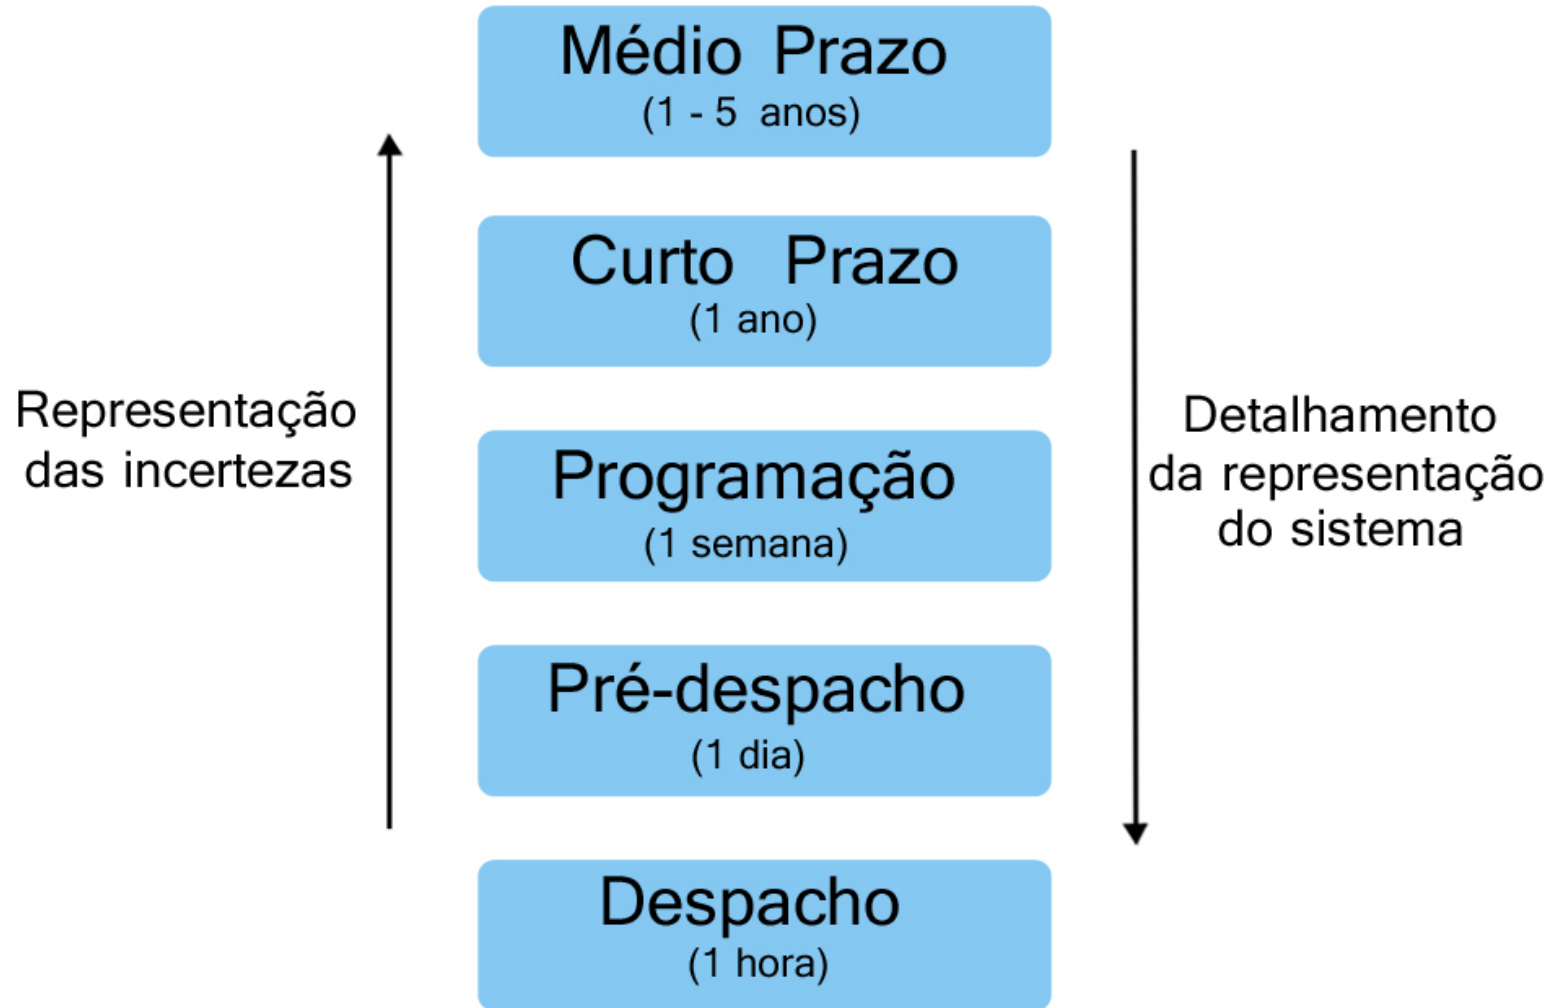 Médio Prazo
(1 - 5 anos)
Curto Prazo
(1 ano)
Representação
das incertezas
Detalhamento
da representação
do sistema
Programação
(1 semana)
Pré-despacho
(1 dia)
Despacho
(1 hora)